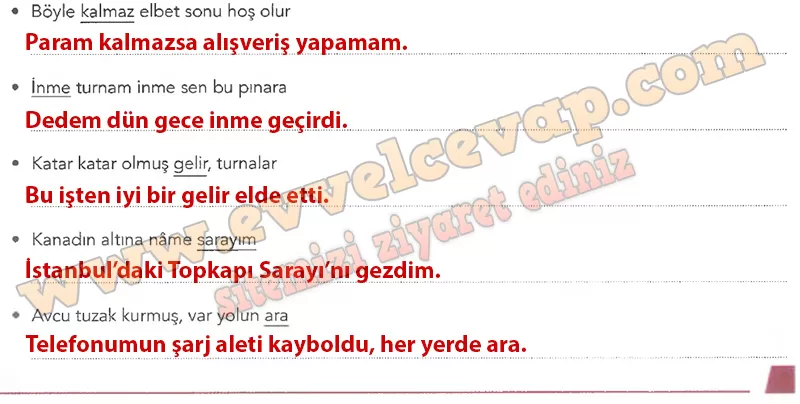 • Böyle kalmaz elbet sonu hoş olur
Param kalmazsa alışveriş yapamam.
• İnme turnam inme sen bu pınara
Dedem dün gece inme geçirdi.
• Katar katar olmuş gelir, turnalar
Bu işten iyi bir gelir elde etti.
• Kanadın altına nâme sarayım
İstanbul’daki Topkapı Sarayı’nı gezdim.
• Avcu tuzak kurmuş, var yolun ara
Telefonumun şarj aleti kayboldu, her yerde ara.
www.evvelcevap.com
sitemizi ziyaret ediniz